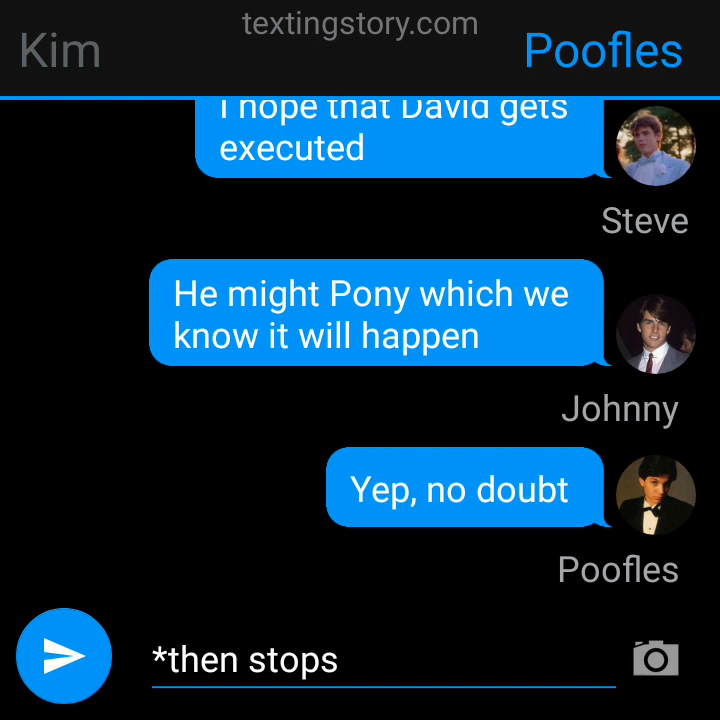 textingstory.com
Kim
Poofles
I hope that David gets
executed
Steve
He might Pony which we
know it will happen
Johnny
Yep, no doubt
Poofles
*then stops